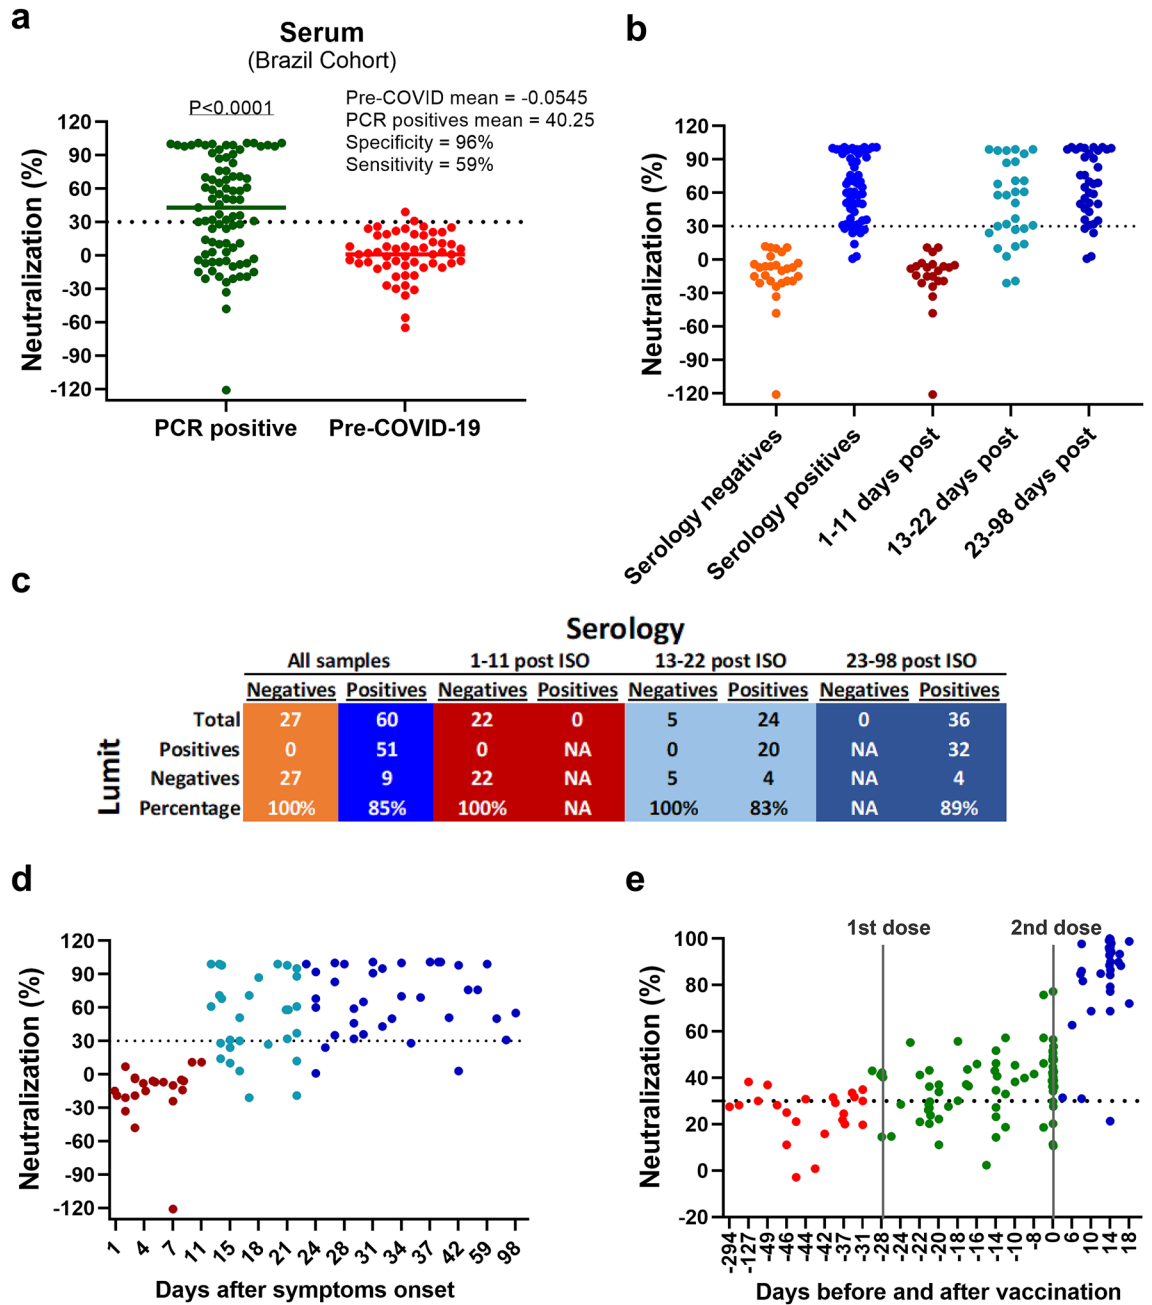 a
Serum
(Brazil Cohort)
P<0.0001
Pre-COVID mean = -0.0545
PCR positives mean = 40.25
Specificity = 96%
Sensitivity = 59%
Neutralization (%)
120
90
60
30
0
-30
-60
-90
-120
PCR positive
Pre-COVID-19
b
Neutralization (%)
120
90
60
30
0
-30
-60
-90
-120
Serology negatives
Serology positives
1-11 days post
13-22 days post
23-98 days post
c
Serology
All samples 1-11 post ISO 13-22 post ISO 23-98 post ISO
Negatives Positives Negatives Positives Negatives Positives Negatives Positives
Lumit
Total 27 60 22 0 5 24 0 36
Positives 0 51 0 NA 0 20 NA 32
Negatives 27 9 22 NA 5 4 NA 4
Percentage 100% 85% 100% NA 100% 83% NA 89%
d
Neutralization (%)
120
90
60
30
0
-30
-60
-90
-120
1 4 7 11 15 18 21 24 28 31 34 37 42 59 98
Days after symptoms onset
e
1st dose
2nd dose
Neutralization (%)
100
80
60
40
20
0
-20
-294 -127 -49 -46 -44 -42 -37 -31 -28 -24 -22 -20 -18 -16 -14 -10 -8 0 6 10 14 18
Days before and after vaccination